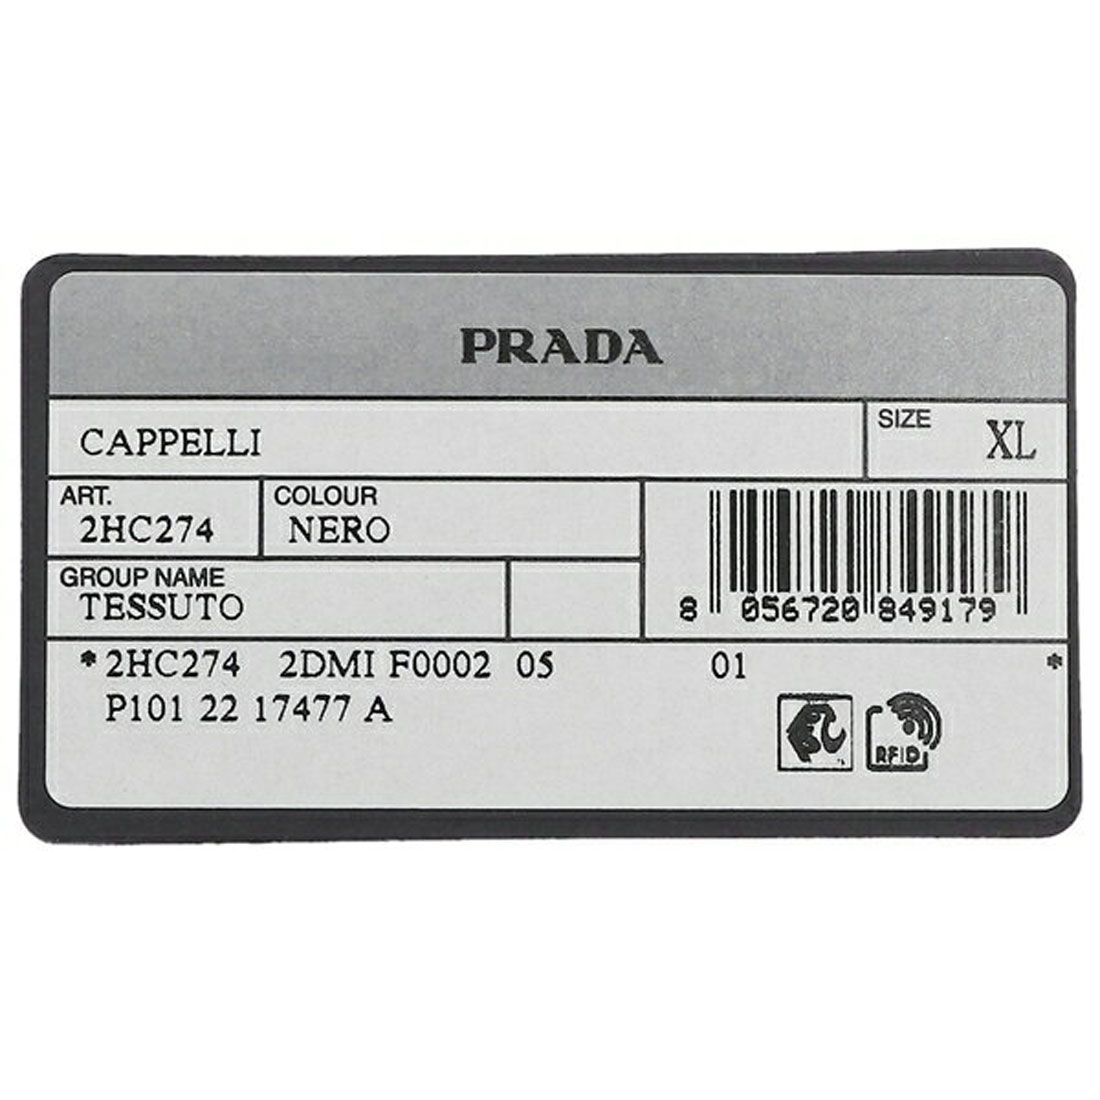 PRADA
CAPPELLI
SIZE XL
ART. COLOUR
2HC274 NERO
GROUP NAME
TESSUTO
8 056720 849179
*2HC274 2DMI F0002 05 01 *
P101 22 17477 A
RFID